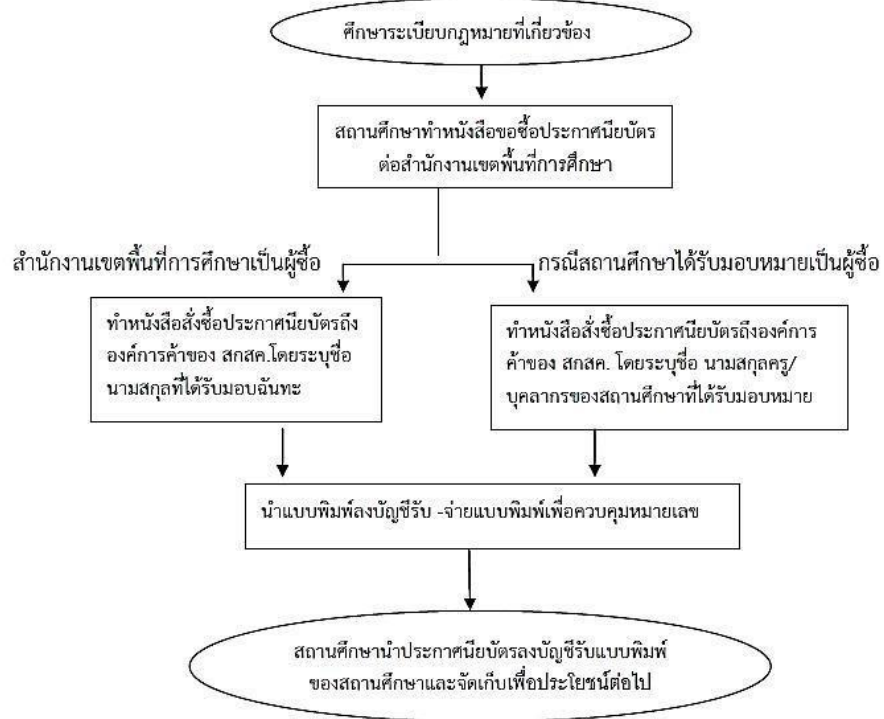 ศึกษาระเบียบกฎหมายที่เกี่ยวข้อง
สถานศึกษาทำหนังสือขอซื้อประกาศนียบัตร
ต่อสำนักงานเขตพื้นที่การศึกษา
สำนักงานเขตพื้นที่การศึกษาเป็นผู้ซื้อ
กรณีสถานศึกษาได้รับมอบหมายเป็นผู้ซื้อ
ทำหนังสือสั่งซื้อประกาศนียบัตรถึง
องค์การค้าของ สกสค.โดยระบุชื่อ
นามสกุลที่ได้รับมอบฉันทะ
ทำหนังสือสั่งซื้อประกาศนียบัตรถึงองค์การ
ค้าของ สกสค. โดยระบุชื่อ นามสกุลครู/
บุคลากรของสถานศึกษาที่ได้รับมอบหมาย
นำแบบพิมพ์ลงบัญชีรับ -จ่ายแบบพิมพ์เพื่อควบคุมหมายเลข
สถานศึกษานำประกาศนียบัตรลงบัญชีรับแบบพิมพ์
ของสถานศึกษาและจัดเก็บเพื่อประโยชน์ต่อไป